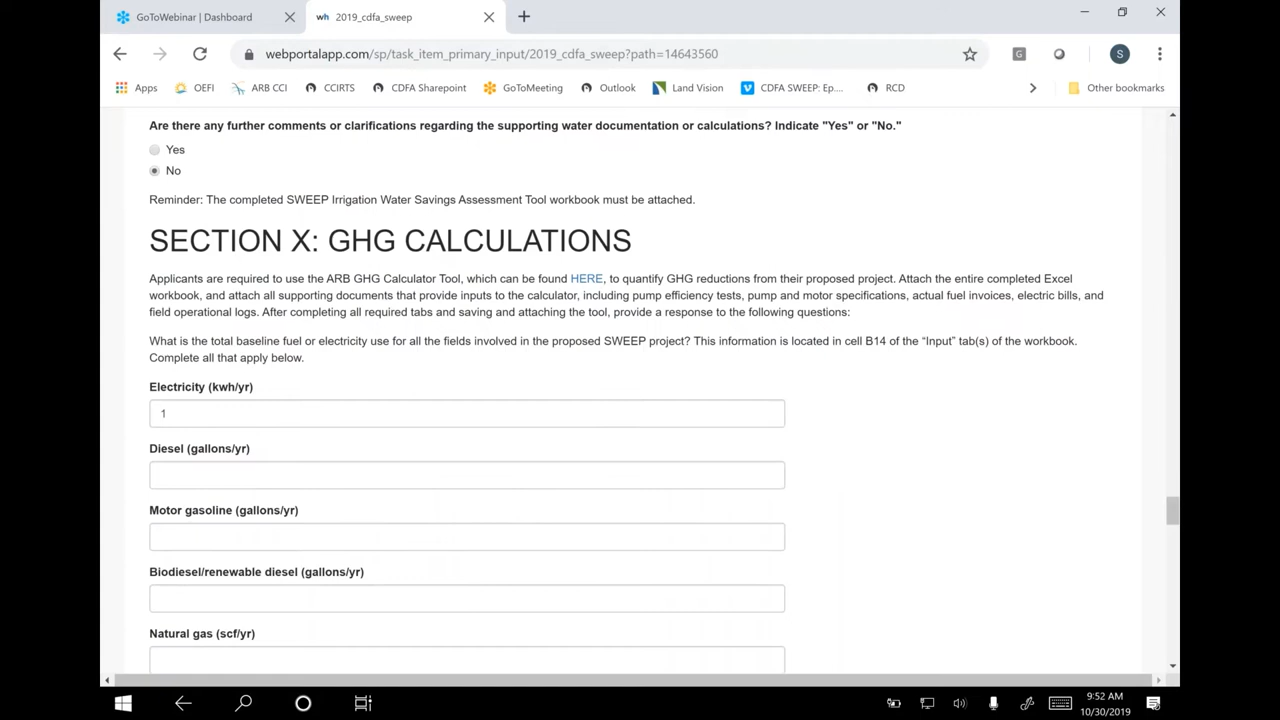 GoToWebinar | Dashboard
wh 2019_cdfa_sweep
webportalapp.com/sp/task_item_primary_input/2019_cdfa_sweep?path=14643560
G
S
Apps
OEFI
ARB CCI
CCIRTS
CDFA Sharepoint
GoToMeeting
Outlook
Land Vision
CDFA SWEEP: Ep....
RCD
Other bookmarks
Are there any further comments or clarifications regarding the supporting water documentation or calculations? Indicate "Yes" or "No."
Yes
No
Reminder: The completed SWEEP Irrigation Water Savings Assessment Tool workbook must be attached.
SECTION X: GHG CALCULATIONS
Applicants are required to use the ARB GHG Calculator Tool, which can be found HERE, to quantify GHG reductions from their proposed project. Attach the entire completed Excel
workbook, and attach all supporting documents that provide inputs to the calculator, including pump efficiency tests, pump and motor specifications, actual fuel invoices, electric bills, and
field operational logs. After completing all required tabs and saving and attaching the tool, provide a response to the following questions:
What is the total baseline fuel or electricity use for all the fields involved in the proposed SWEEP project? This information is located in cell B14 of the “Input” tab(s) of the workbook.
Complete all that apply below.
Electricity (kwh/yr)
1
Diesel (gallons/yr)
Motor gasoline (gallons/yr)
Biodiesel/renewable diesel (gallons/yr)
Natural gas (scf/yr)
9:52 AM
10/30/2019